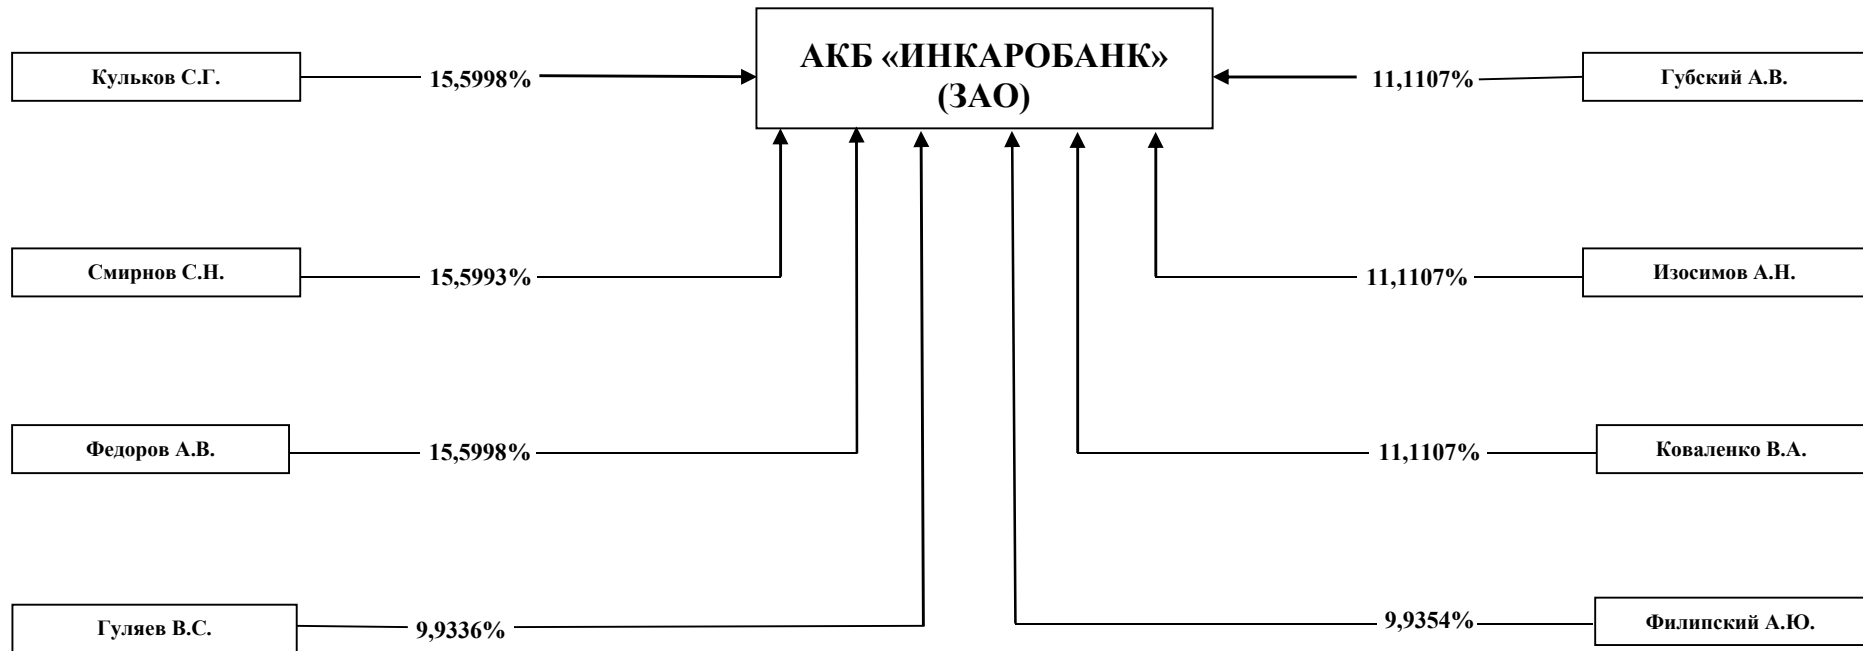 АКБ «ИНКАРОБАНК»
(ЗАО)
Кульков С.Г.
15,5998%
11,1107%
Губский А.В.
Смирнов С.Н.
15,5993%
11,1107%
Изосимов А.Н.
Федоров А.В.
15,5998%
11,1107%
Коваленко В.А.
Гуляев В.С.
9,9336%
9,9354%
Филипский А.Ю.